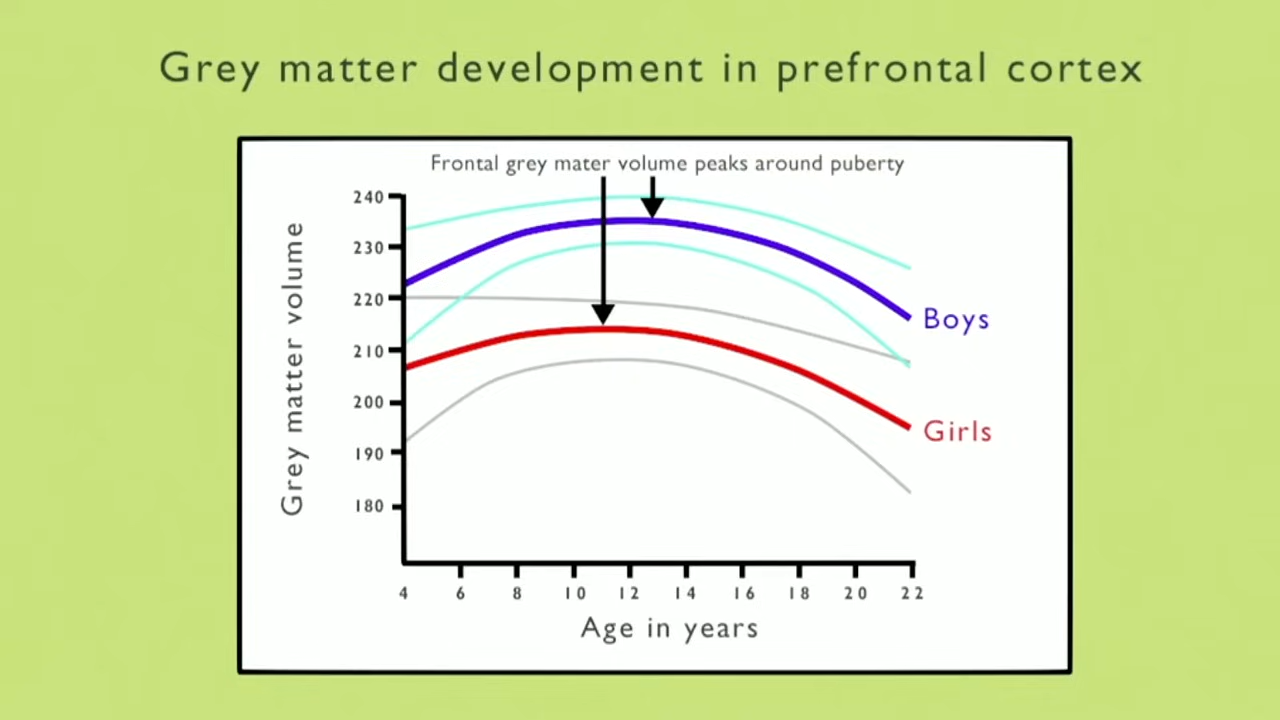 Grey matter development in prefrontal cortex
Frontal grey mater volume peaks around puberty
Grey matter volume
240
230
220
210
200
190
180
Boys
Girls
4 6 8 10 12 14 16 18 20 22
Age in years